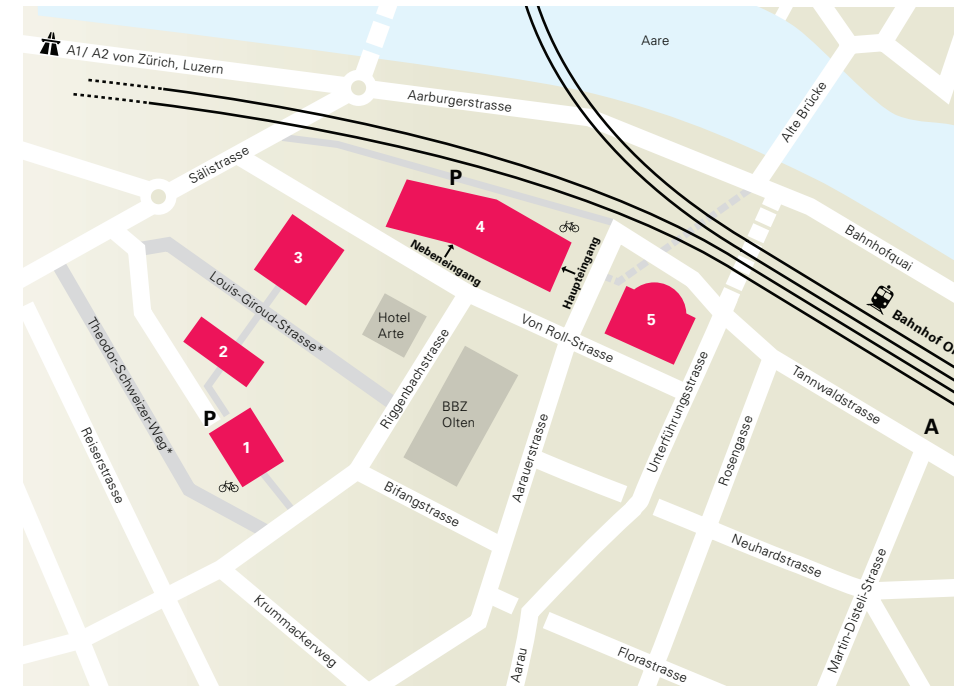 Aare
A1/ A2 von Zürich, Luzern
Aarburgerstrasse
Alte Brücke
Sälistrasse
P
4
Bahnhofquai
3
Nebeneingang
Haupteingang
Bahnhof Ol
Louis-Giroud-Strasse*
Hotel
Arte
Von Roll-Strasse
5
2
Theodor-Schweizer-Weg*
Riggenbachstrasse
Tannwaldstrasse
A
P
1
BBZ
Olten
Unterführungsstrasse
Rosengasse
Reiserstrasse
Aarauerstrasse
Bifangstrasse
Neuhardstrasse
Martin-Disteli-Strasse
Krummackerweg
Aarau
Florastrasse